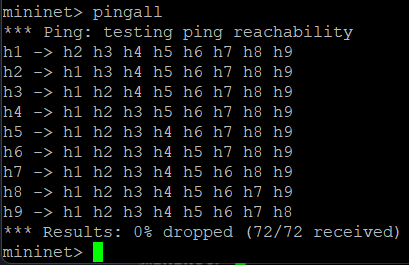 mininet> pingall
*** Ping: testing ping reachability
h1 -> h2 h3 h4 h5 h6 h7 h8 h9
h2 -> h1 h3 h4 h5 h6 h7 h8 h9
h3 -> h1 h2 h4 h5 h6 h7 h8 h9
h4 -> h1 h2 h3 h5 h6 h7 h8 h9
h5 -> h1 h2 h3 h4 h6 h7 h8 h9
h6 -> h1 h2 h3 h4 h5 h7 h8 h9
h7 -> h1 h2 h3 h4 h5 h6 h8 h9
h8 -> h1 h2 h3 h4 h5 h6 h7 h9
h9 -> h1 h2 h3 h4 h5 h6 h7 h8
*** Results: 0% dropped (72/72 received)
mininet>